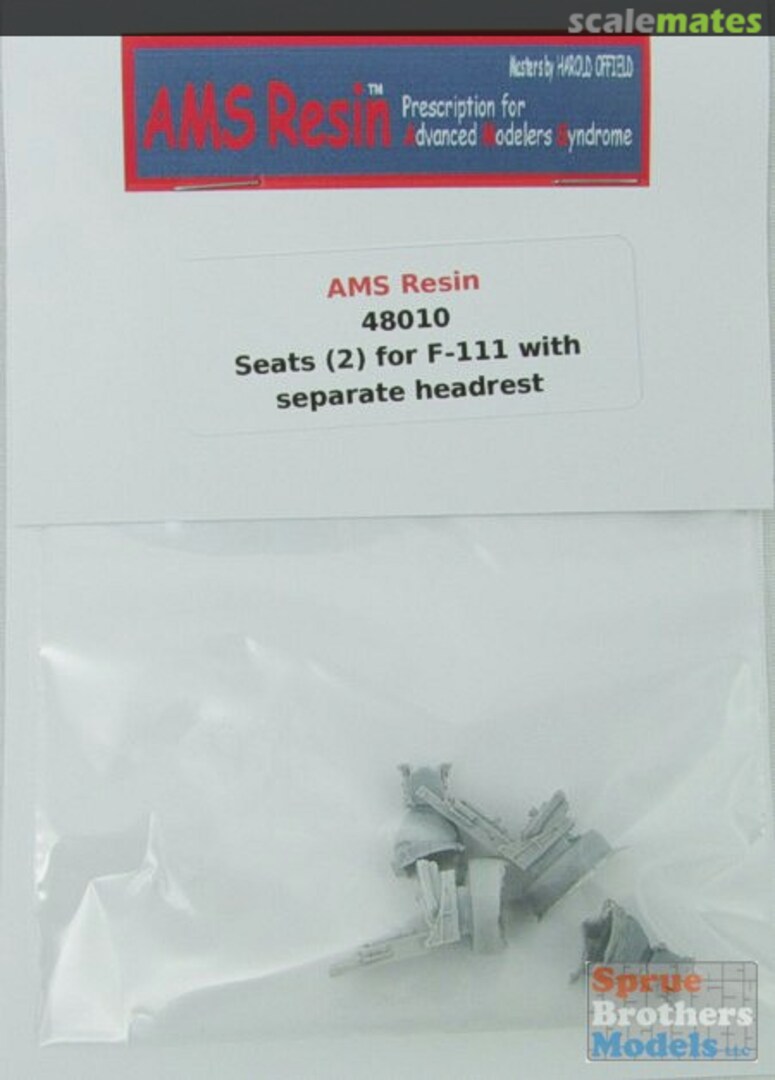 scalemates
Masters by HAROLD OFFIELD
AMS Resin™
Prescription for
Advanced Modelers Syndrome
AMS Resin
48010
Seats (2) for F-111 with
separate headrest
Sprue
Brothers
Models LLC